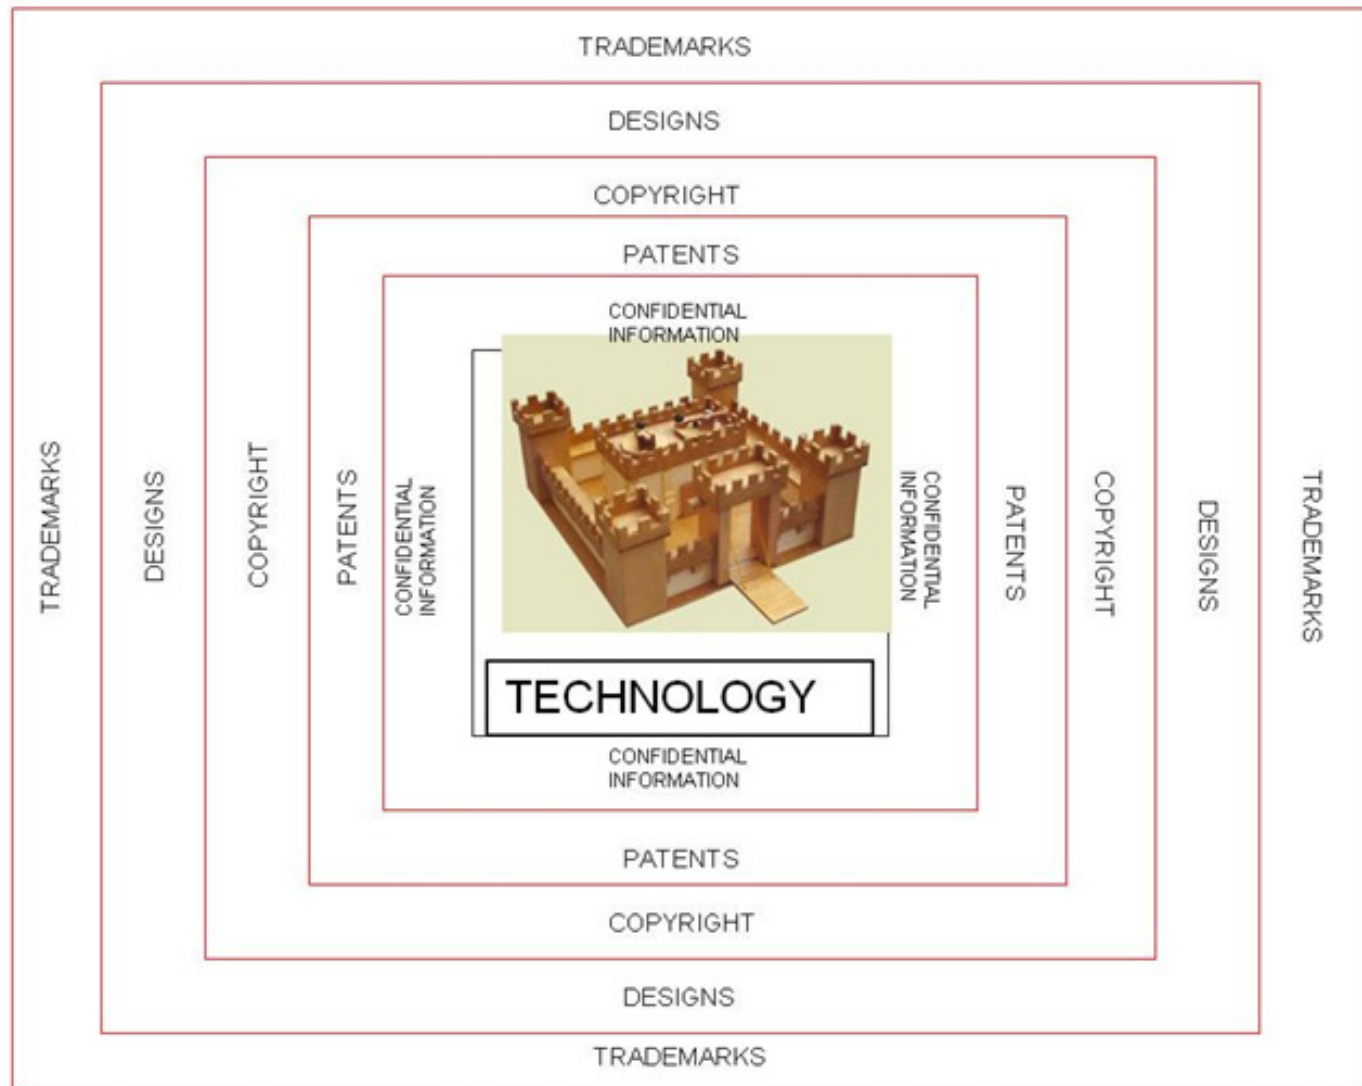 TRADEMARKS
DESIGNS
COPYRIGHT
PATENTS
CONFIDENTIAL
INFORMATION
TRADEMARKS
DESIGNS
COPYRIGHT
PATENTS
CONFIDENTIAL
INFORMATION
CONFIDENTIAL
INFORMATION
PATENTS
COPYRIGHT
DESIGNS
TRADEMARKS
TECHNOLOGY
CONFIDENTIAL
INFORMATION
PATENTS
COPYRIGHT
DESIGNS
TRADEMARKS